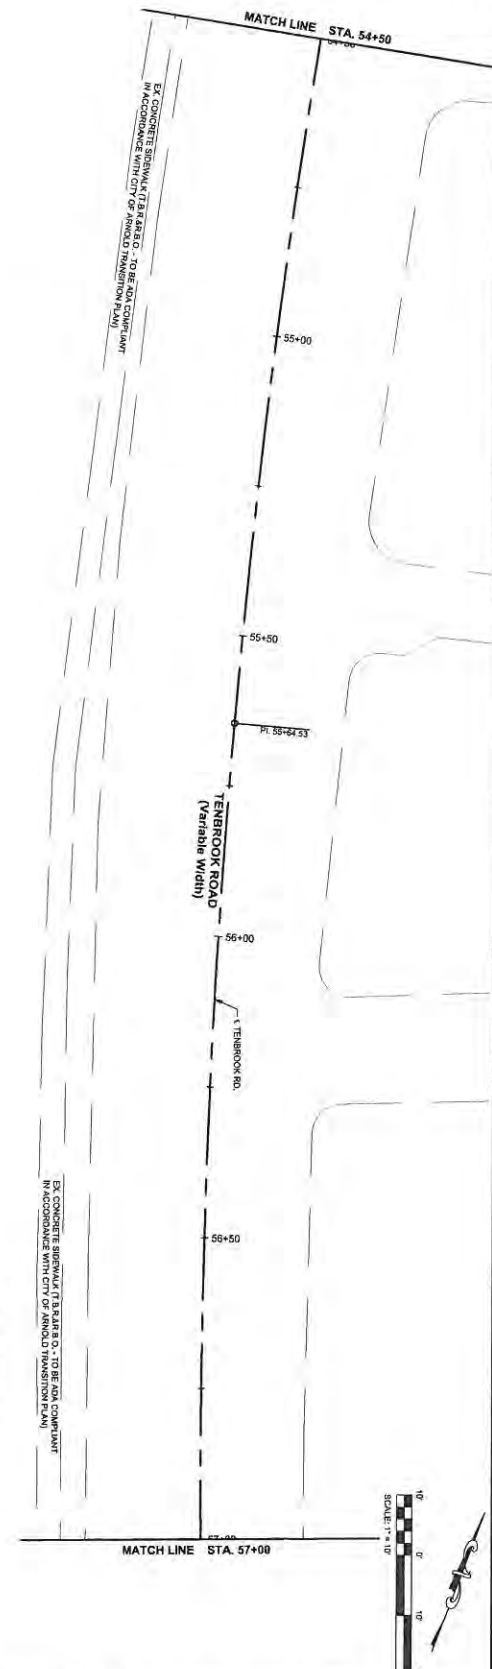 MATCH LINE STA. 54+50
EX. CONCRETE SIDEWALK (T.B.R.&R.B.O. - TO BE ADA COMPLIANT
IN ACCORDANCE WITH CITY OF ARNOLD TRANSITION PLAN)
55+00
55+50
PI. 55+64.53
TENBROOK ROAD
(Variable Width)
56+00
TENBROOK RD.
56+50
EX. CONCRETE SIDEWALK (T.B.R.&R.B.O. - TO BE ADA COMPLIANT
IN ACCORDANCE WITH CITY OF ARNOLD TRANSITION PLAN)
10'
0'
10'
SCALE: 1" = 10'
MATCH LINE STA. 57+00